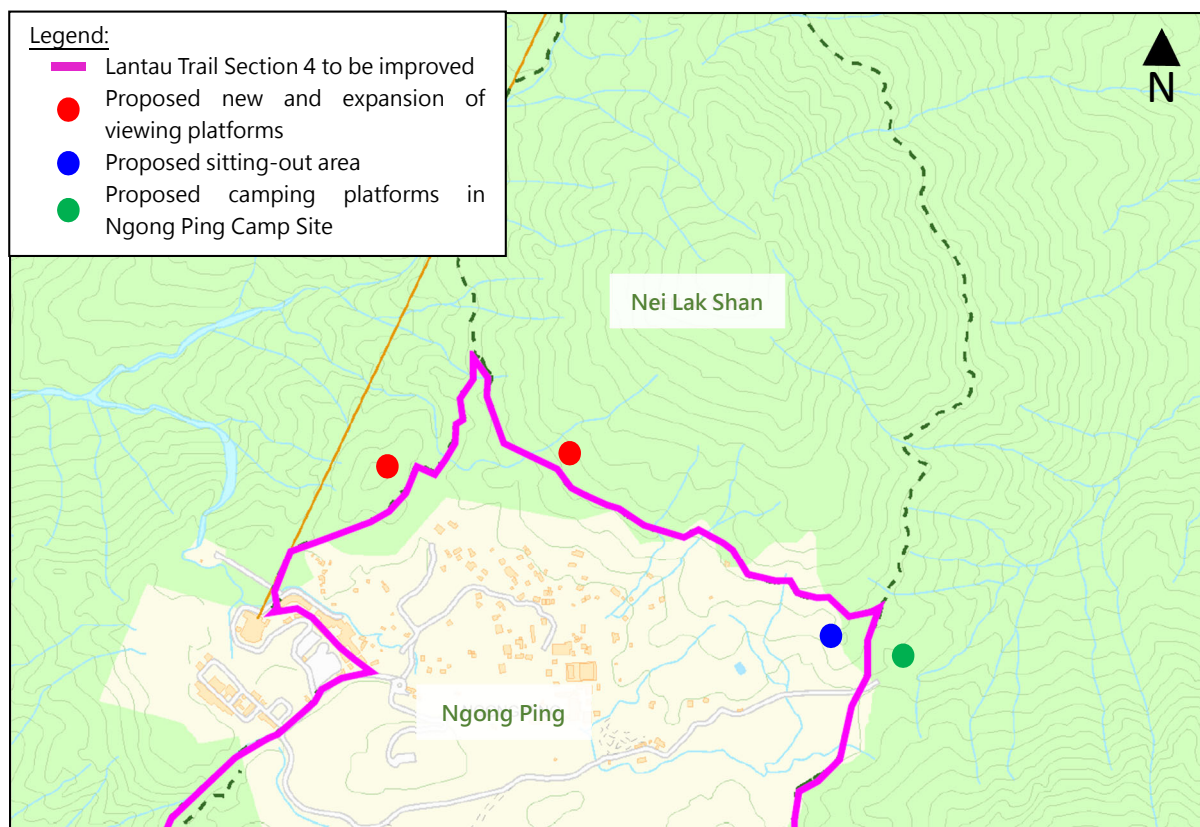 Legend:
Lantau Trail Section 4 to be improved
Proposed new and expansion of
viewing platforms
Proposed sitting-out area
Proposed camping platforms in
Ngong Ping Camp Site
N
Nei Lak Shan
Ngong Ping